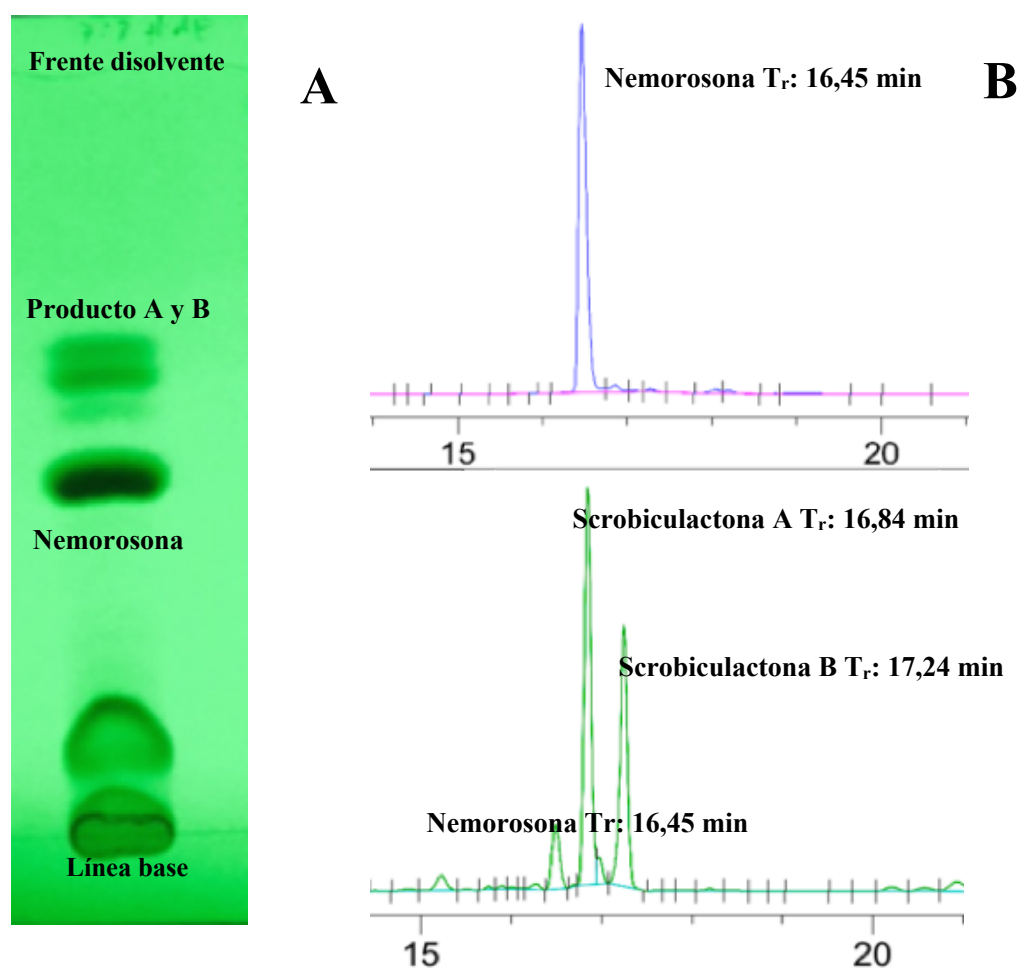 Frente disolvente
A
Nemorosona Tr: 16,45 min
B
Producto A y B
15
20
Scrobiculactona A Tr: 16,84 min
Nemorosona
Scrobiculactona B Tr: 17,24 min
Nemorosona Tr: 16,45 min
Línea base
15
20